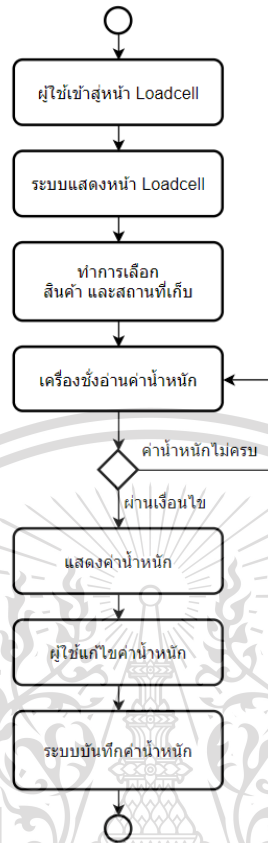 ผู้ใช้เข้าสู่หน้า Loadcell
ระบบแสดงหน้า Loadcell
ทำการเลือก
สินค้า และสถานที่เก็บ
เครื่องชั่งอ่านค่าน้ำหนัก
ค่าน้ำหนักไม่ครบ
ผ่านเงื่อนไข
แสดงค่าน้ำหนัก
ผู้ใช้แก้ไขค่าน้ำหนัก
ระบบบันทึกค่าน้ำหนัก